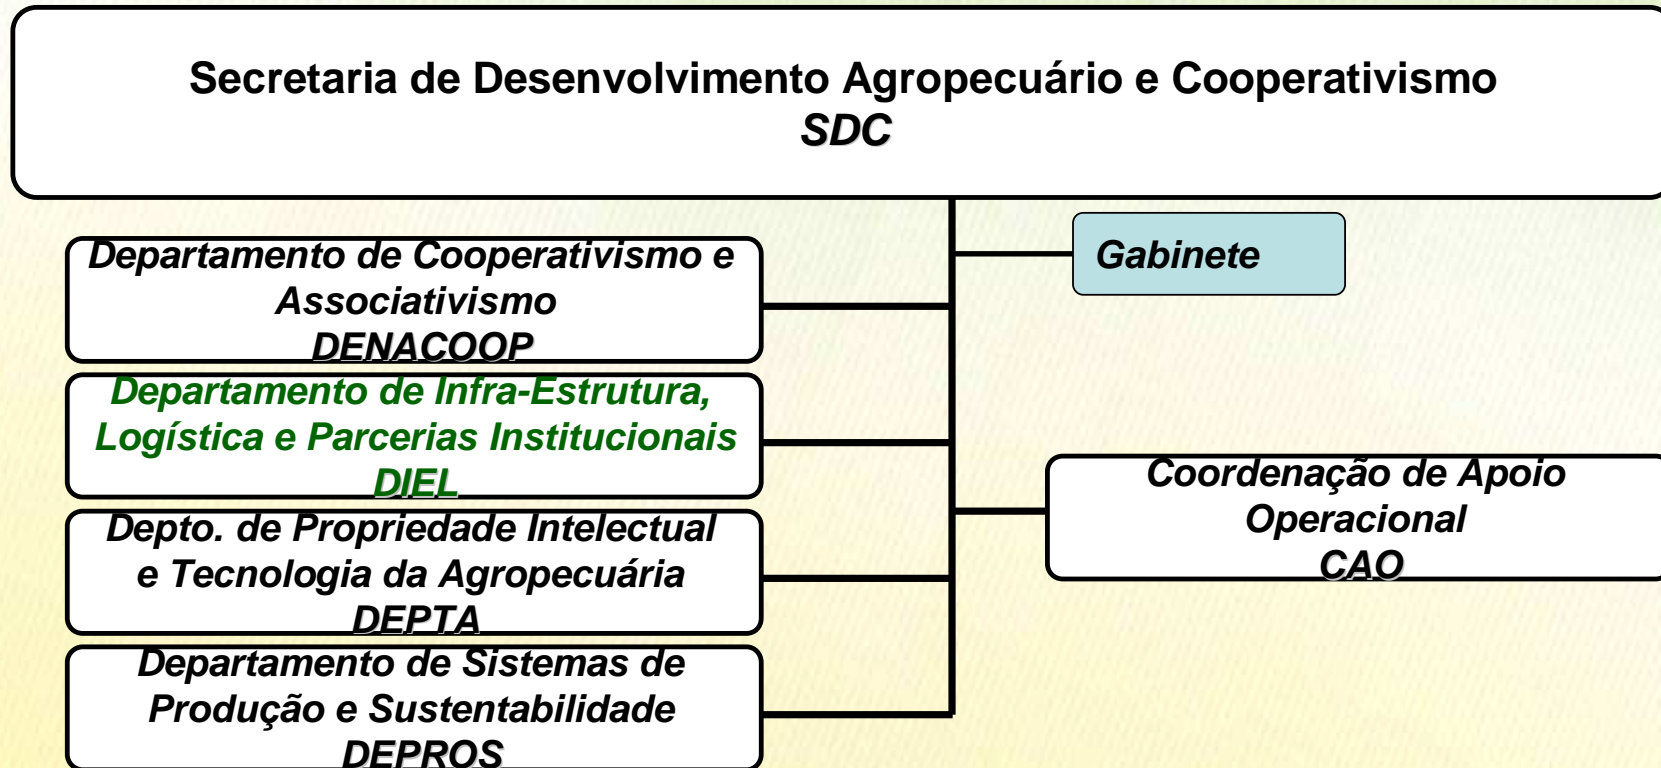 Secretaria de Desenvolvimento Agropecuário e Cooperativismo
SDC
Gabinete
Departamento de Cooperativismo e
Associativismo
DENACOOP
Departamento de Infra-Estrutura,
Logística e Parcerias Institucionais
DIEL
Depto. de Propriedade Intelectual
e Tecnologia da Agropecuária
DEPTA
Departamento de Sistemas de
Produção e Sustentabilidade
DEPROS
Coordenação de Apoio
Operacional
CAO